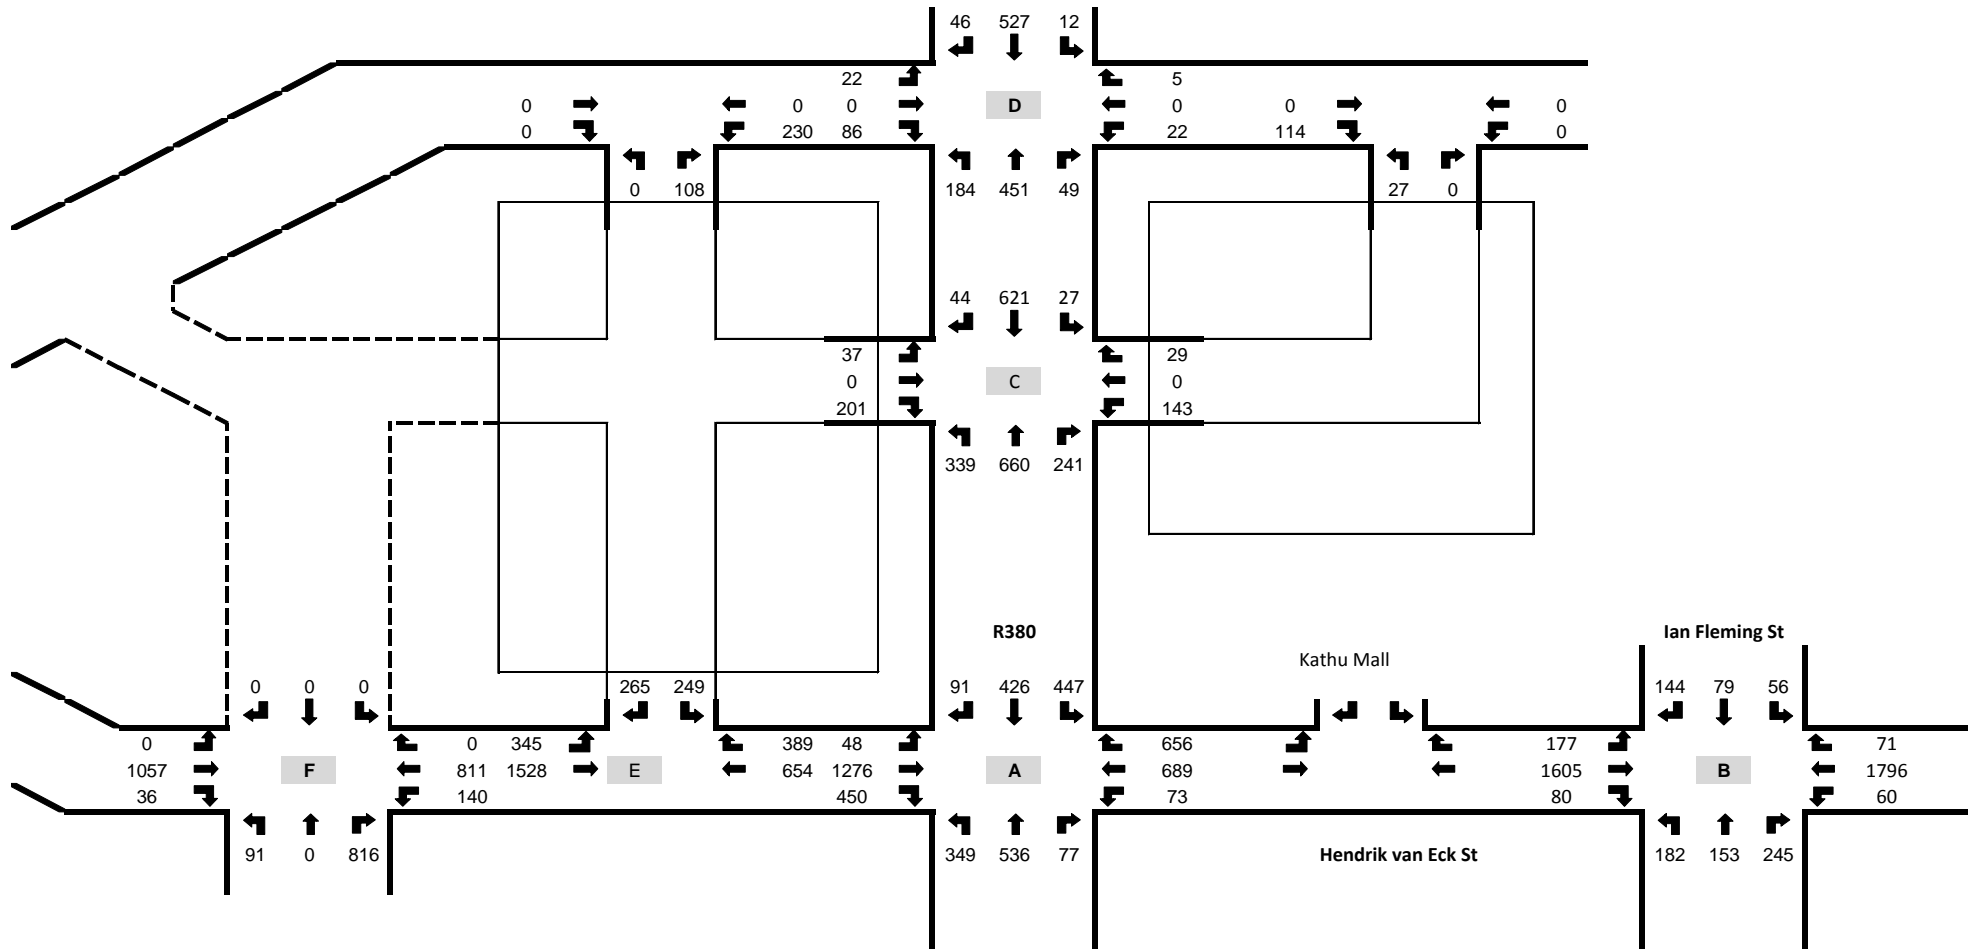 46 527 12
22 5
0 0 0 D 0 0 0
0 230 86 22 114 0
0 108 184 451 49 27 0
44 621 27
37 29
0 C 0
201 143
339 660 241
R380 Ian Fleming St
Kathu Mall
0 0 0 265 249 91 426 447 144 79 56
0 0 345 389 48 656 177 71
1057 F 811 1528 E 654 1276 A 689 1605 B 1796
36 140 450 73 80 60
91 0 816 349 536 77 Hendrik van Eck St 182 153 245